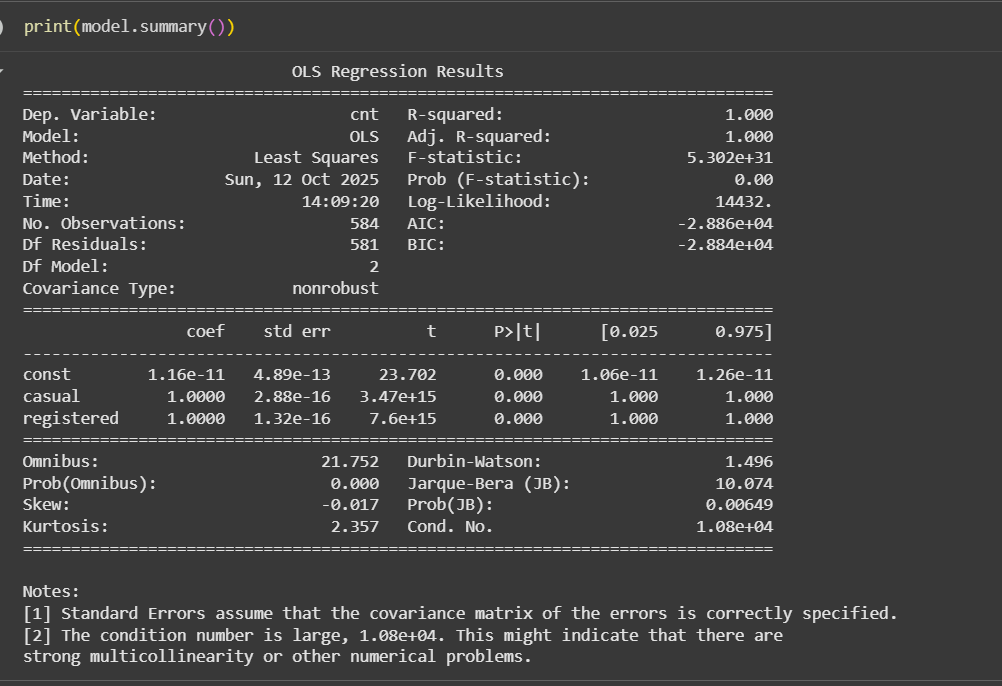 print(model.summary())
OLS Regression Results
==============================================================================
Dep. Variable:                    cnt   R-squared:                       1.000
Model:                            OLS   Adj. R-squared:                  1.000
Method:                 Least Squares   F-statistic:                 5.302e+31
Date:                Sun, 12 Oct 2025   Prob (F-statistic):               0.00
Time:                        14:09:20   Log-Likelihood:                 14432.
No. Observations:                 584   AIC:                        -2.886e+04
Df Residuals:                     581   BIC:                        -2.884e+04
Df Model:                           2
Covariance Type:            nonrobust
==============================================================================
                 coef    std err          t      P>|t|      [0.025      0.975]
------------------------------------------------------------------------------
const        1.16e-11   4.89e-13     23.702      0.000    1.06e-11    1.26e-11
casual         1.0000   2.88e-16   3.47e+15      0.000       1.000       1.000
registered     1.0000   1.32e-16    7.6e+15      0.000       1.000       1.000
==============================================================================
Omnibus:                       21.752   Durbin-Watson:                   1.496
Prob(Omnibus):                  0.000   Jarque-Bera (JB):               10.074
Skew:                          -0.017   Prob(JB):                      0.00649
Kurtosis:                       2.357   Cond. No.                     1.08e+04
==============================================================================
Notes:
[1] Standard Errors assume that the covariance matrix of the errors is correctly specified.
[2] The condition number is large, 1.08e+04. This might indicate that there are
strong multicollinearity or other numerical problems.